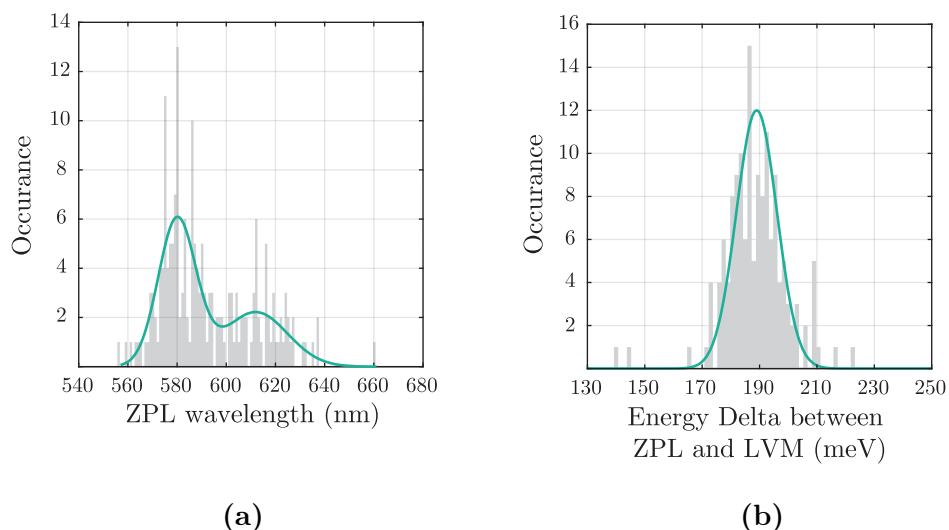 14
12
10
8
6
4
2
540 560 580 600 620 640 660 680
Occurance
ZPL wavelength (nm)
(a)
16
14
12
10
8
6
4
2
130 150 170 190 210 230 250
Occurance
Energy Delta between
ZPL and LVM (meV)
(b)